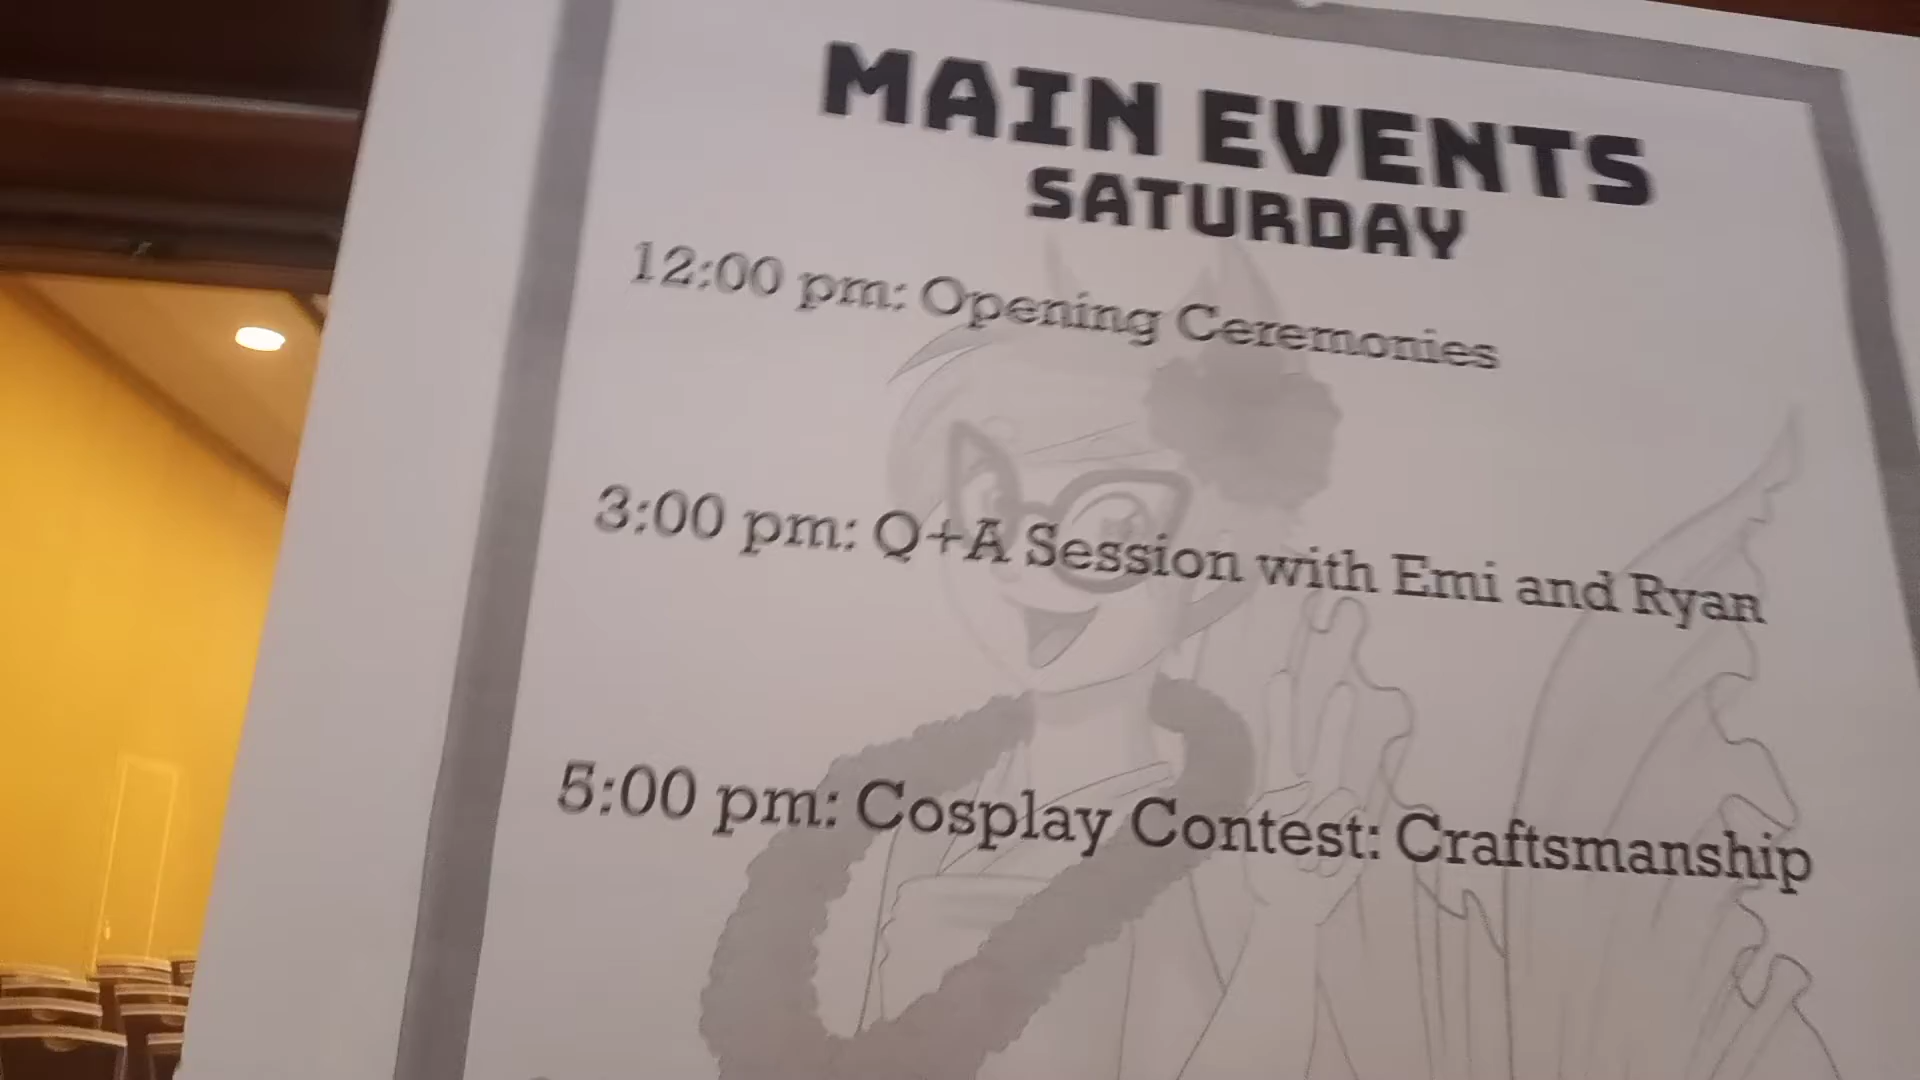 MAIN EVENTS
SATURDAY
12:00 pm: Opening Ceremonies
3:00 pm: Q+A Session with Emi and Ryan
5:00 pm: Cosplay Contest: Craftsmanship